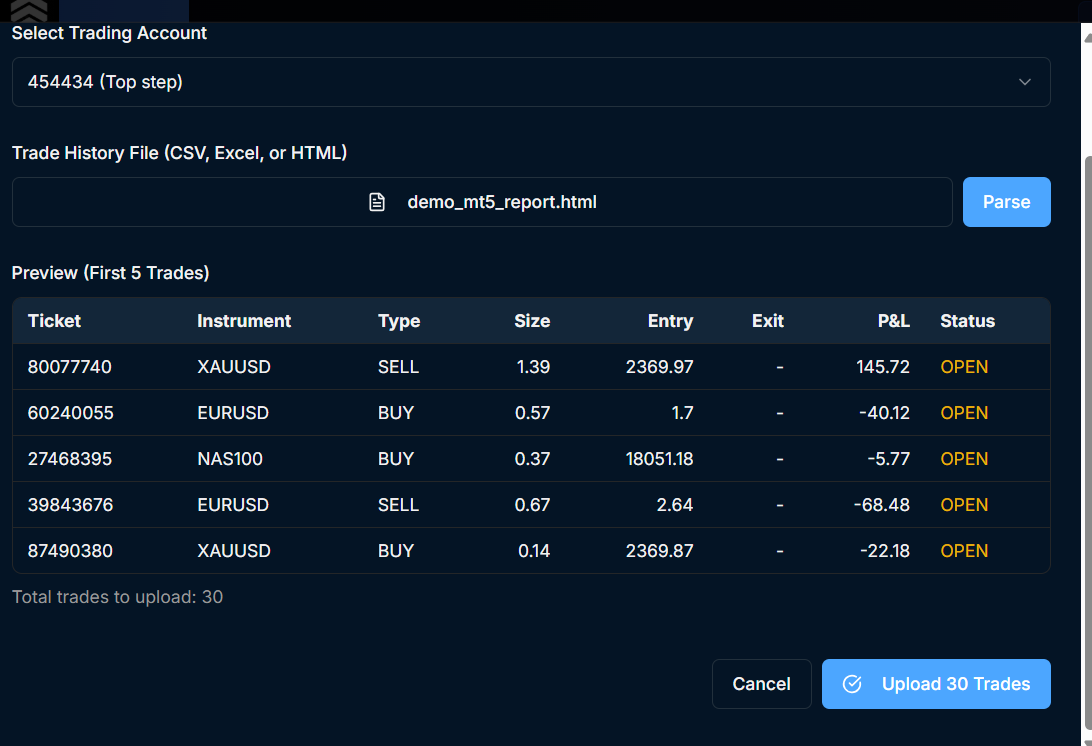 Select Trading Account
454434 (Top step)
Trade History File (CSV, Excel, or HTML)
demo_mt5_report.html
Parse
Preview (First 5 Trades)
Ticket Instrument Type Size Entry Exit P&L Status
80077740 XAUUSD SELL 1.39 2369.97 - 145.72 OPEN
60240055 EURUSD BUY 0.57 1.7 - -40.12 OPEN
27468395 NAS100 BUY 0.37 18051.18 - -5.77 OPEN
39843676 EURUSD SELL 0.67 2.64 - -68.48 OPEN
87490380 XAUUSD BUY 0.14 2369.87 - -22.18 OPEN
Total trades to upload: 30
Cancel
Upload 30 Trades